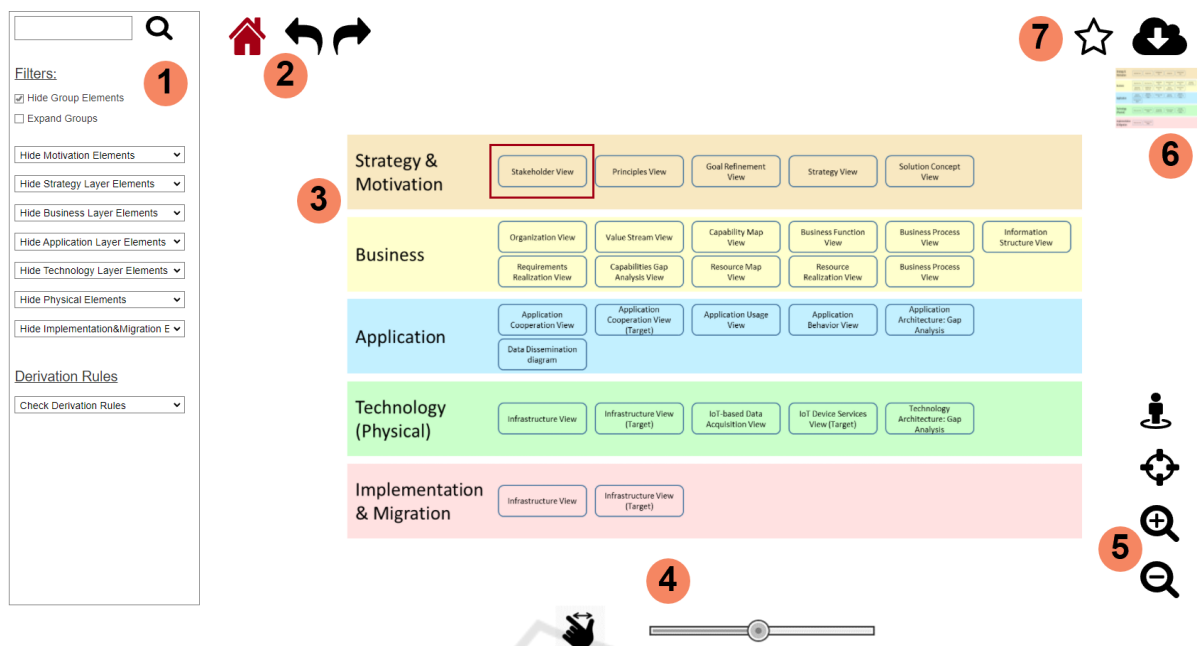 Filters:
Hide Group Elements
Expand Groups
Hide Motivation Elements
Hide Strategy Layer Elements
Hide Business Layer Elements
Hide Application Layer Elements
Hide Technology Layer Elements
Hide Physical Elements
Hide Implementation&Migration E
Derivation Rules
Check Derivation Rules
1
2
7
6
3
Strategy &
Motivation
Stakeholder View
Principles View
Goal Refinement
View
Strategy View
Solution Concept
View
Business
Organization View
Value Stream View
Capability Map
View
Business Function
View
Business Process
View
Information
Structure View
Requirements
Realization View
Capabilities Gap
Analysis View
Resource Map
View
Resource
Realization View
Business Process
View
Application
Application
Cooperation View
Application
Cooperation View
(Target)
Application Usage
View
Application
Behavior View
Application
Architecture: Gap
Analysis
Data Dissemination
diagram
Technology
(Physical)
Infrastructure View
Infrastructure View
(Target)
IoT-based Data
Acquisition View
IoT Device Services
View (Target)
Technology
Architecture: Gap
Analysis
Implementation
& Migration
Infrastructure View
Infrastructure View
(Target)
5
4